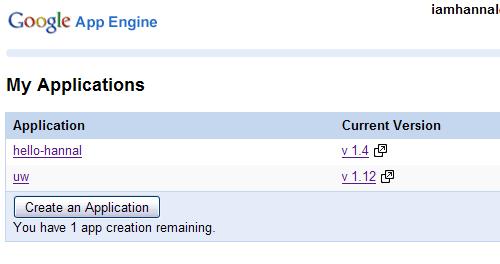 iamhannal
Google App Engine
My Applications
Application Current Version
hello-hannal v 1.4
uw v 1.12
Create an Application
You have 1 app creation remaining.